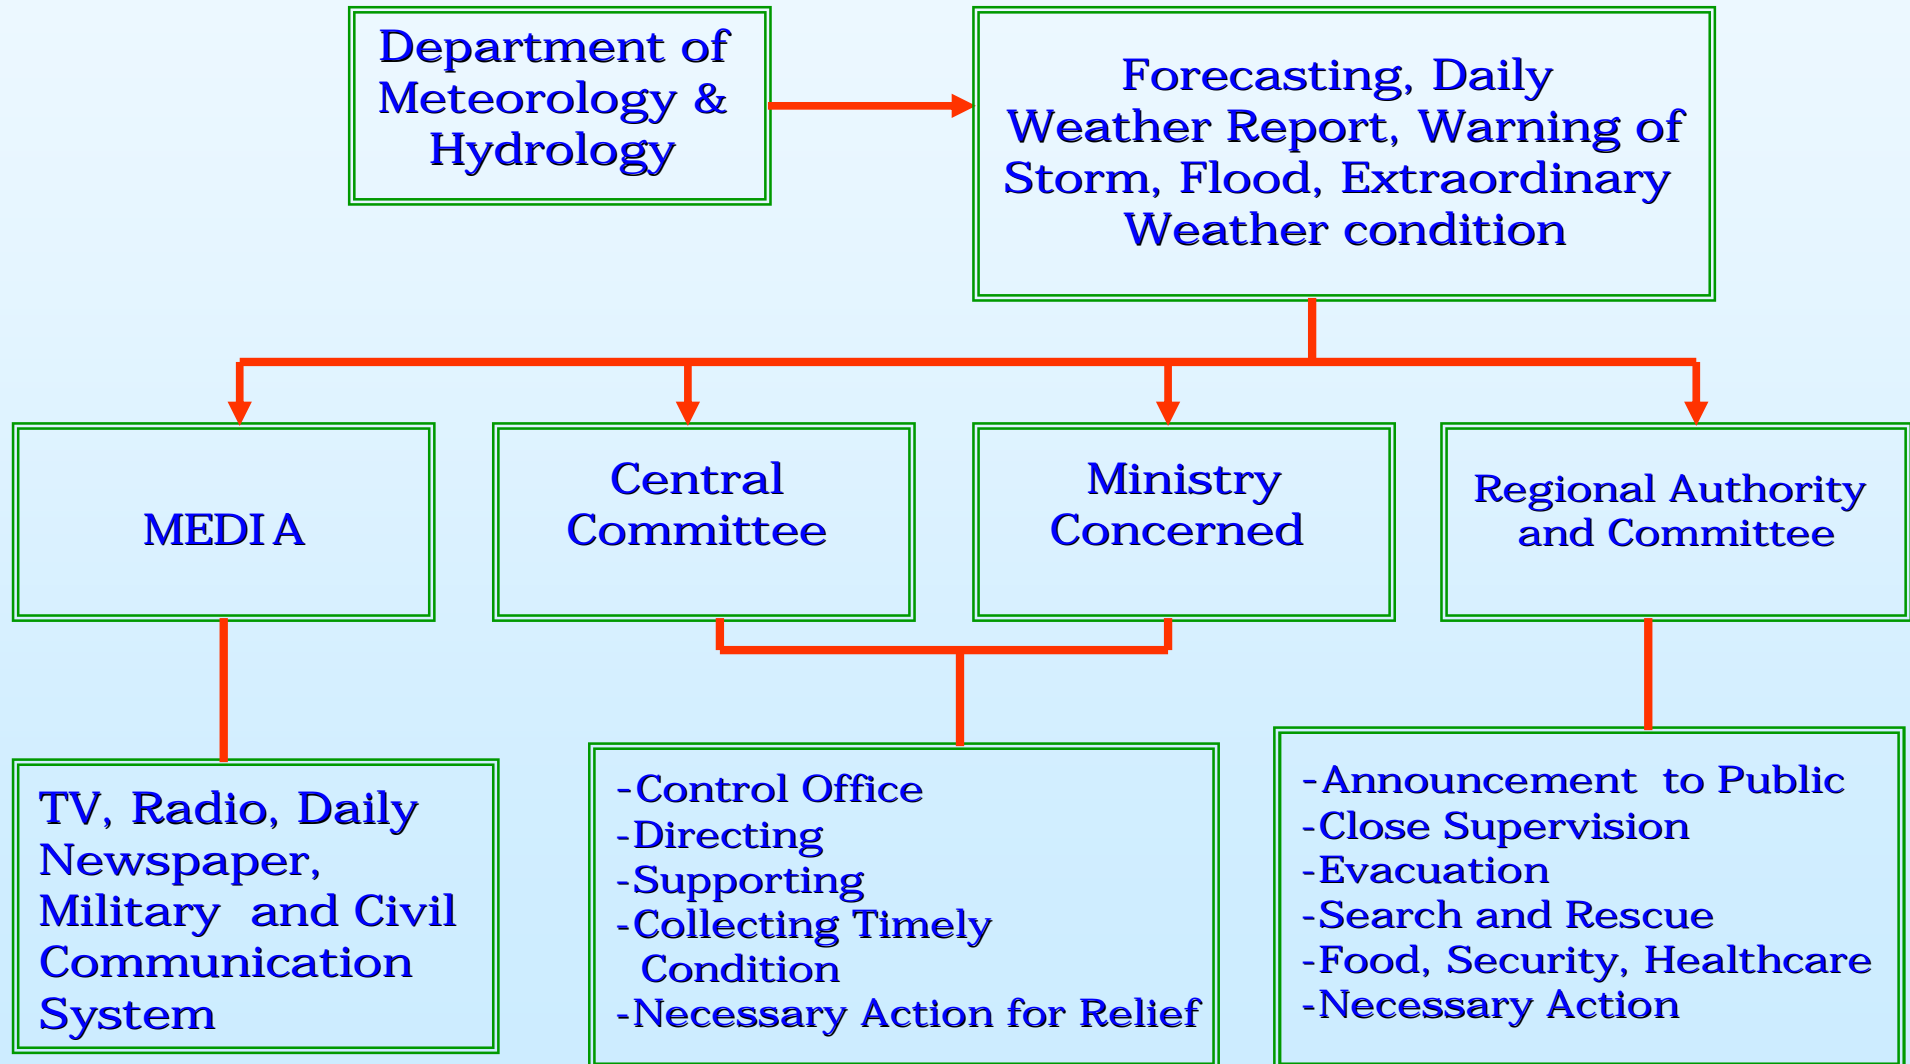 Department of
Meteorology &
Hydrology
Forecasting, Daily
Weather Report, Warning of
Storm, Flood, Extraordinary
Weather condition
MEDIA
Central
Committee
Ministry
Concerned
Regional Authority
and Committee
TV, Radio, Daily
Newspaper,
Military and Civil
Communication
System
-Control Office
-Directing
-Supporting
-Collecting Timely
Condition
-Necessary Action for Relief
-Announcement to Public
-Close Supervision
-Evacuation
-Search and Rescue
-Food, Security, Healthcare
-Necessary Action